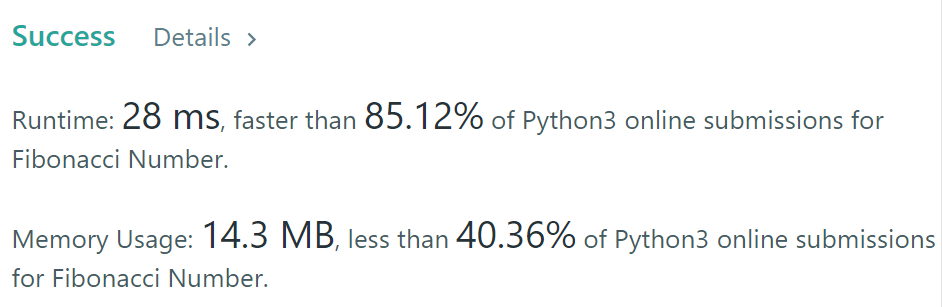 Success Details >
Runtime: 28 ms, faster than 85.12% of Python3 online submissions for
Fibonacci Number.
Memory Usage: 14.3 MB, less than 40.36% of Python3 online submissions
for Fibonacci Number.